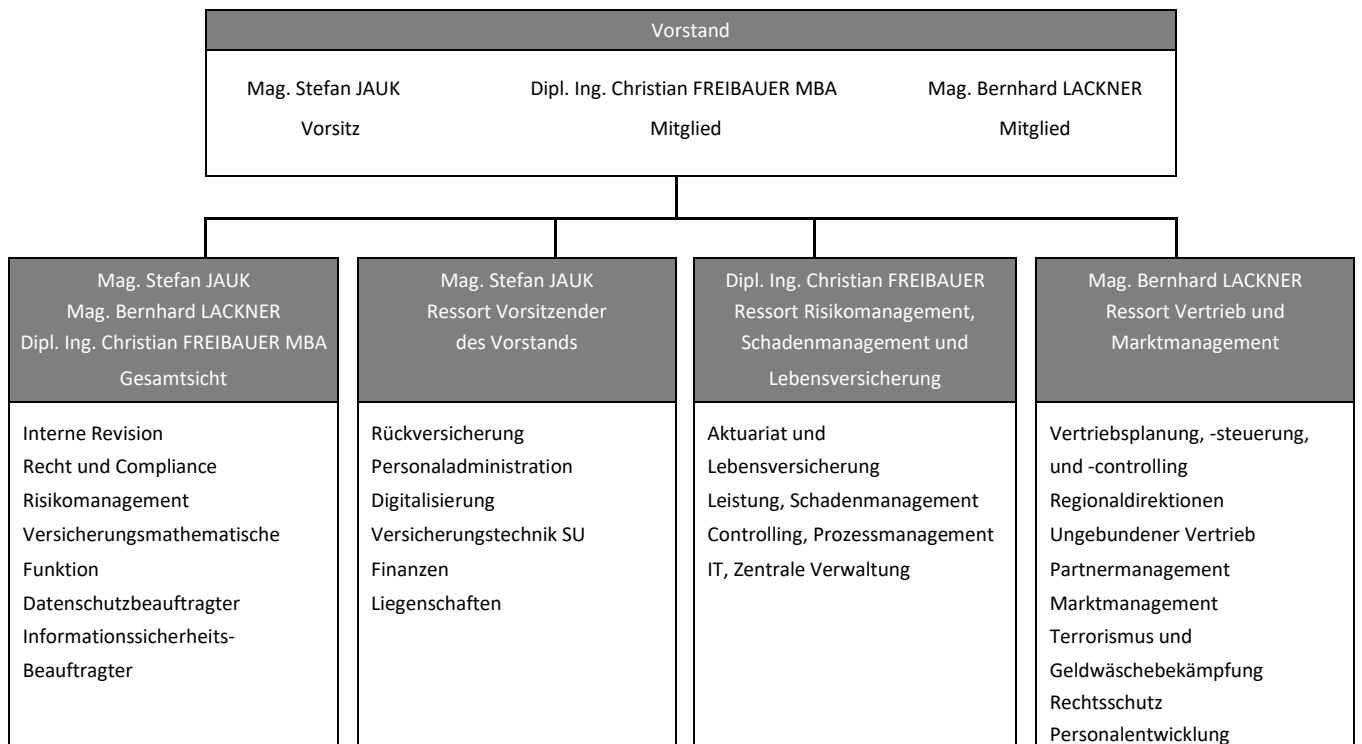 Vorstand
Mag. Stefan JAUK
Vorsitz
Dipl. Ing. Christian FREIBAUER MBA
Mitglied
Mag. Bernhard LACKNER
Mitglied
Mag. Stefan JAUK
Mag. Bernhard LACKNER
Dipl. Ing. Christian FREIBAUER MBA
Gesamtsicht
Interne Revision
Recht und Compliance
Risikomanagement
Versicherungsmathematische
Funktion
Datenschutzbeauftragter
Informationssicherheits-
Beauftragter
Mag. Stefan JAUK
Ressort Vorsitzender
des Vorstands
Rückversicherung
Personaladministration
Digitalisierung
Versicherungstechnik SU
Finanzen
Liegenschaften
Dipl. Ing. Christian FREIBAUER
Ressort Risikomanagement,
Schadenmanagement und
Lebensversicherung
Aktuariat und
Lebensversicherung
Leistung, Schadenmanagement
Controlling, Prozessmanagement
IT, Zentrale Verwaltung
Mag. Bernhard LACKNER
Ressort Vertrieb und
Marktmanagement
Vertriebsplanung, -steuerung,
und -controlling
Regionaldirektionen
Ungebundener Vertrieb
Partnermanagement
Marktmanagement
Terrorismus und
Geldwäschebekämpfung
Rechtsschutz
Personalentwicklung